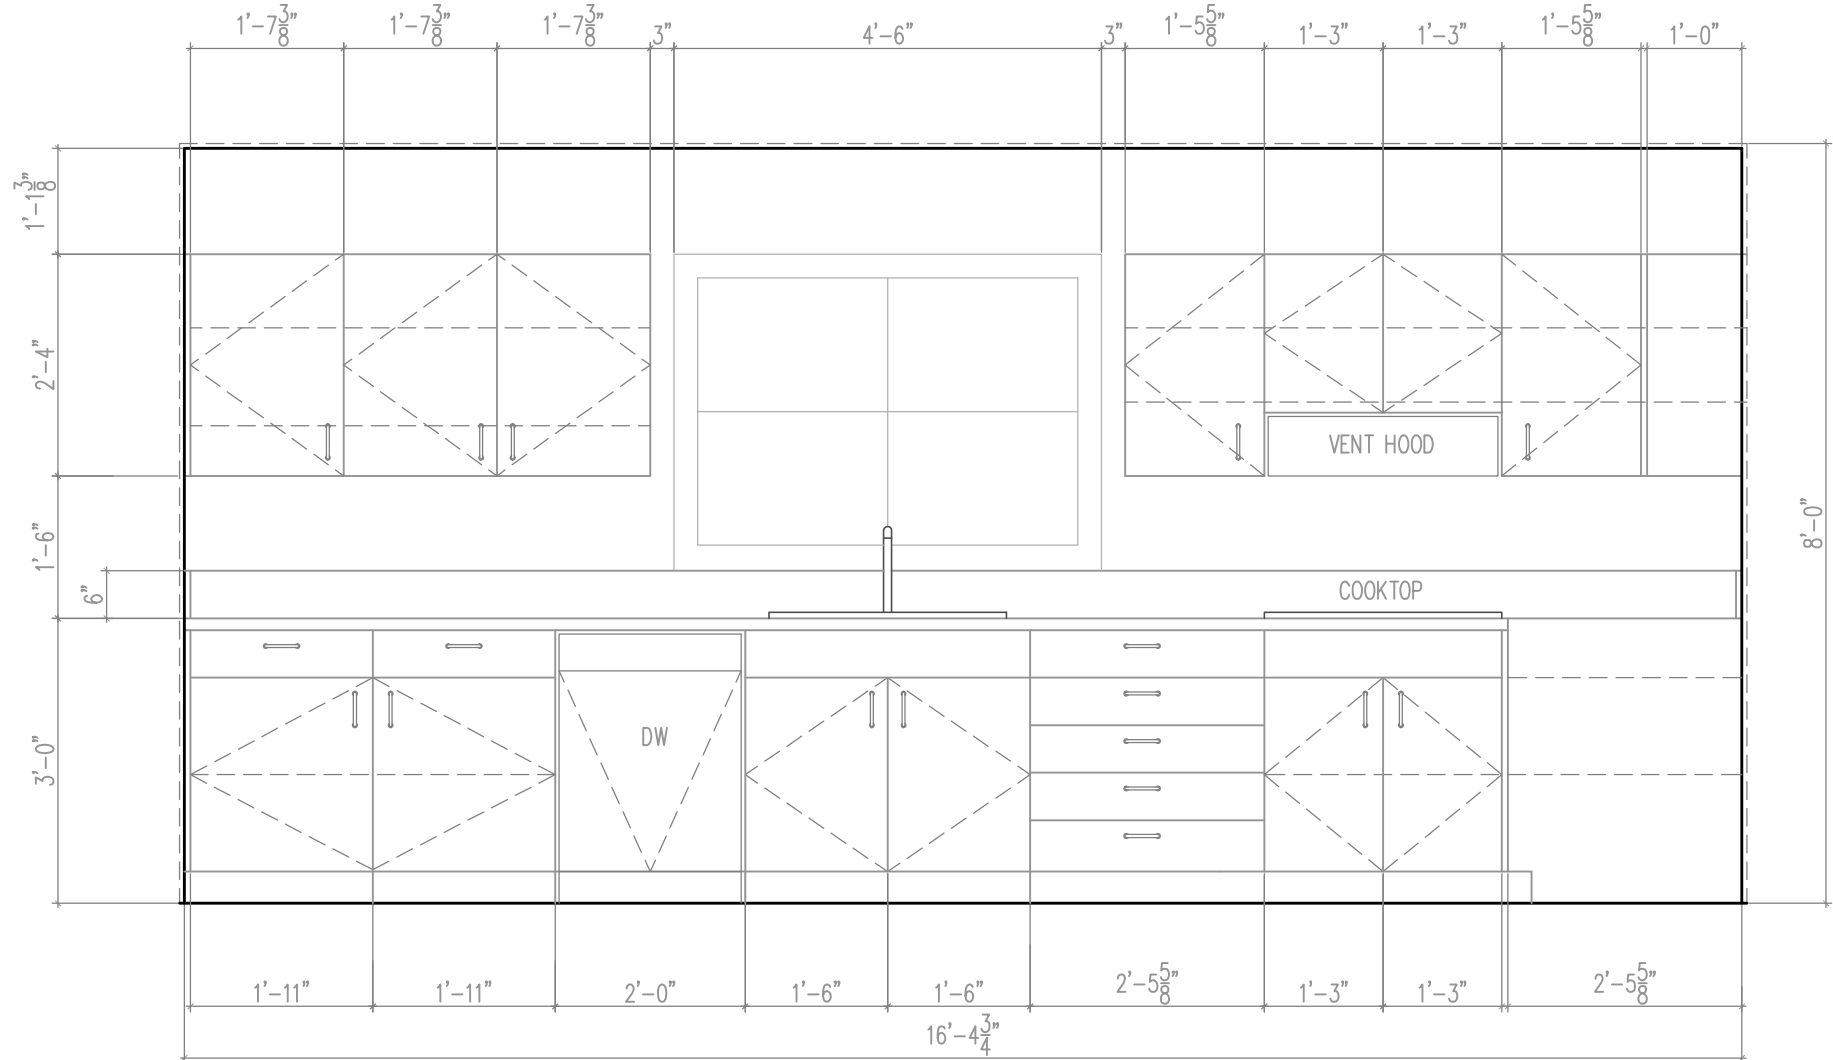 1'-7 3/8" 1'-7 3/8" 1'-7 3/8" 3" 4'-6" 3" 1'-5 5/8" 1'-3" 1'-3" 1'-5 5/8" 1'-0"
1'-1 3/8"
2'-4"
VENT HOOD
1'-6"
8'-0"
6"
COOKTOP
3'-0"
DW
1'-11" 1'-11" 2'-0" 1'-6" 1'-6" 2'-5 5/8" 1'-3" 1'-3" 2'-5 5/8"
16'-4 3/4"